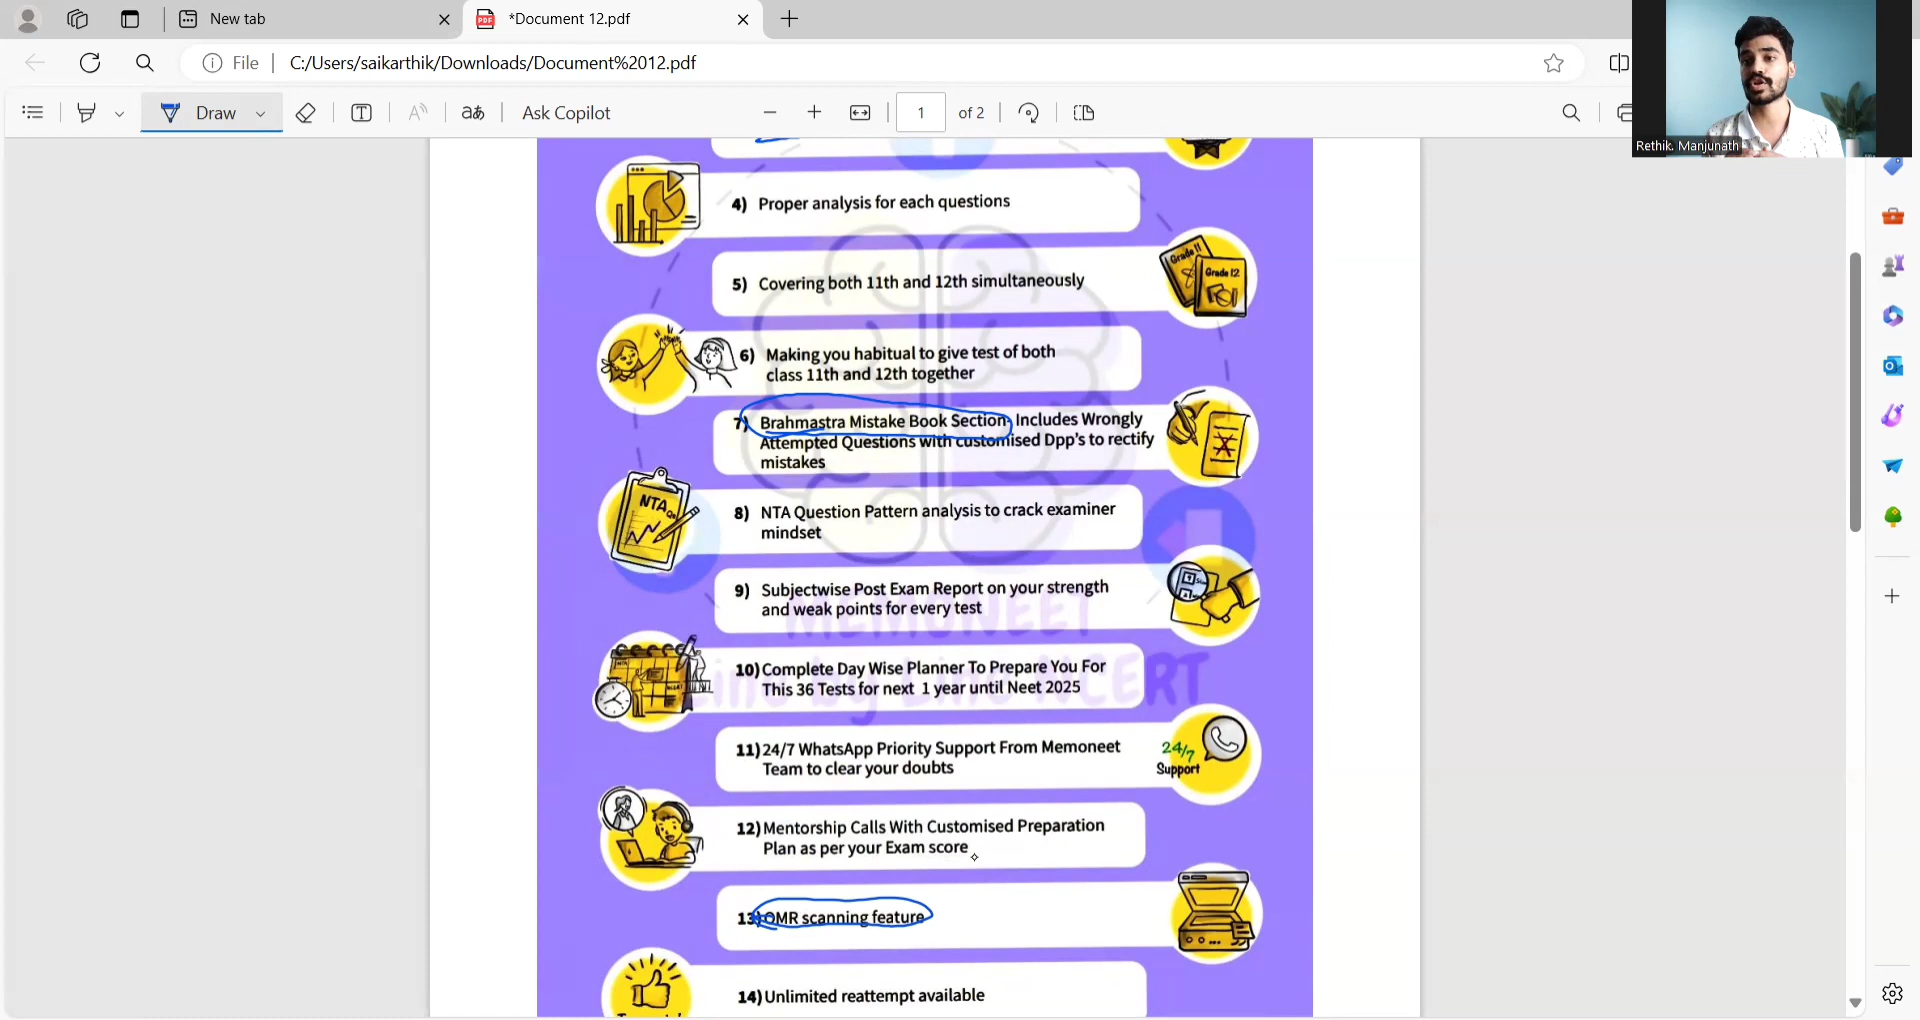 New tab
*Document 12.pdf
File
C:/Users/saikarthik/Downloads/Document%2012.pdf
Draw
Ask Copilot
1
of 2
Rethik. Manjunath
4) Proper analysis for each questions
5) Covering both 11th and 12th simultaneously
Grade 11
Grade 12
6) Making you habitual to give test of both
class 11th and 12th together
7) Brahmastra Mistake Book Section- Includes Wrongly
Attempted Questions with customised Dpp's to rectify
mistakes
NTA
8) NTA Question Pattern analysis to crack examiner
mindset
9) Subjectwise Post Exam Report on your strength
and weak points for every test
MEMONEET
10) Complete Day Wise Planner To Prepare You For
This 36 Tests for next 1 year until Neet 2025
Line by Line NCERT
11) 24/7 WhatsApp Priority Support From Memoneet
Team to clear your doubts
24/7
Support
12) Mentorship Calls With Customised Preparation
Plan as per your Exam score
13) OMR scanning feature
14) Unlimited reattempt available